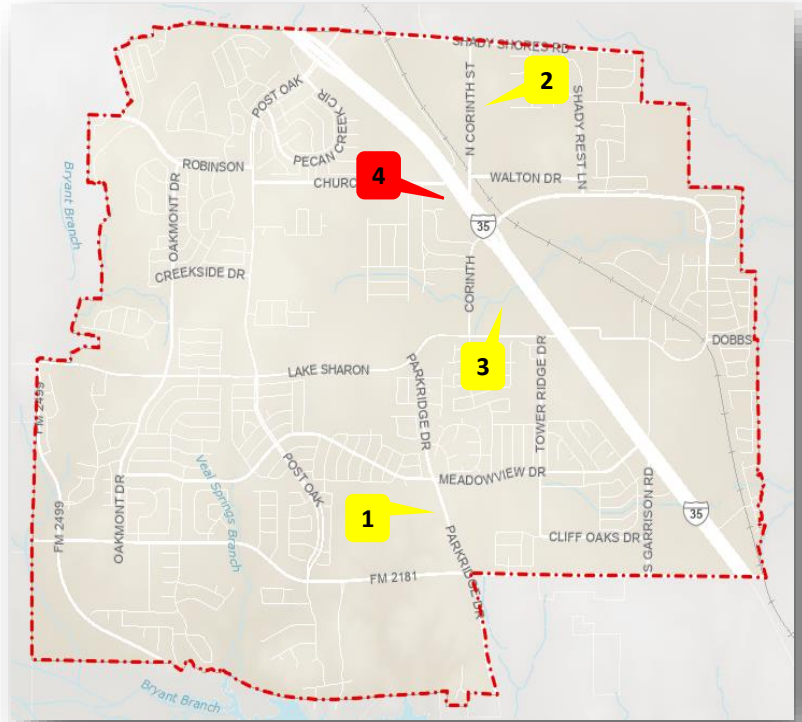 SHADY SHORES RD
2
POST OAK
PECAN CREEK CIR
N CORINTH ST
SHADY REST LN
ROBINSON
4
CHURC
WALTON DR
Bryant Branch
OAKMONT DR
35
CREEKSIDE DR
CORINTH
DOBBS
3
LAKE SHARON
PARKRIDGE DR
TOWER RIDGE DR
FM 2499
MEADOWVIEW DR
POST OAK
Veal Springs Branch
OAKMONT DR
1
S GARRISON RD
35
FM 2499
CLIFF OAKS DR
PARKRIDGE DR
FM 2181
Bryant Branch